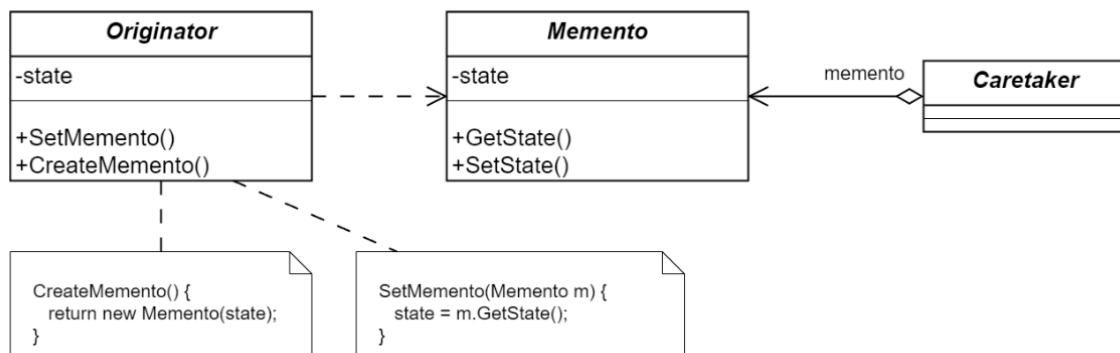 Originator
-state
+SetMemento()
+CreateMemento()
Memento
-state
+GetState()
+SetState()
memento
Caretaker
CreateMemento() {
return new Memento(state);
}
SetMemento(Memento m) {
state = m.GetState();
}